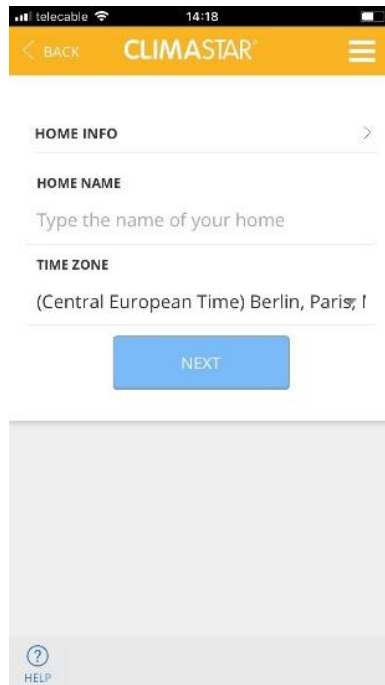 telecable 14:18
BACK CLIMASTAR®
HOME INFO
HOME NAME
Type the name of your home
TIME ZONE
(Central European Time) Berlin, Paris,
NEXT
?
HELP